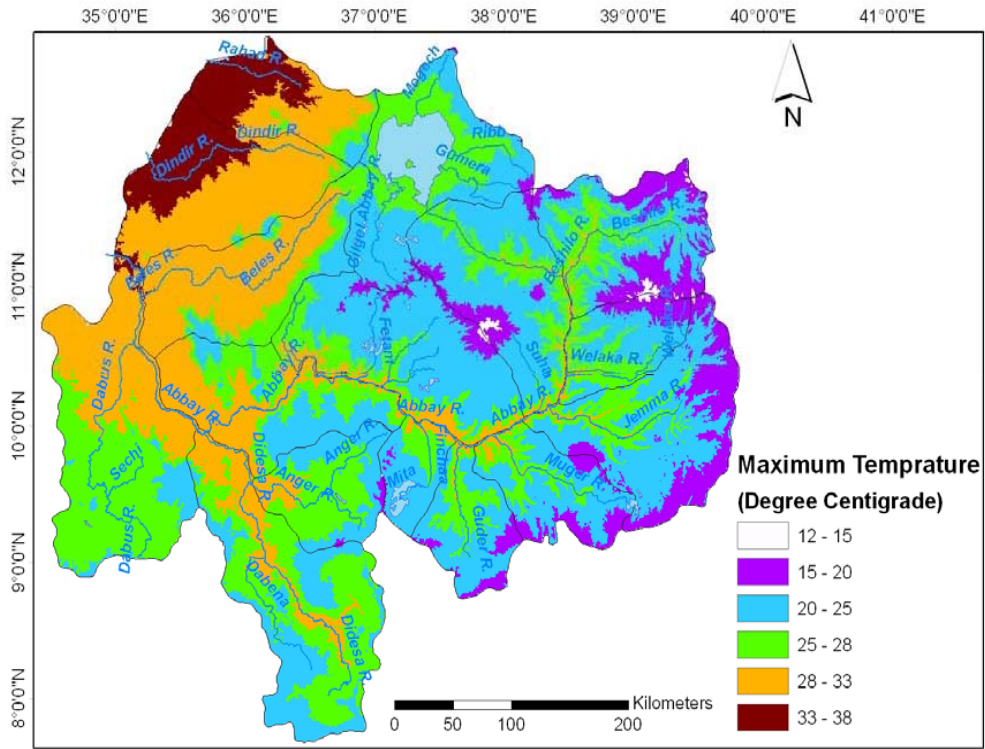 35°0'0"E 36°0'0"E 37°0'0"E 38°0'0"E 39°0'0"E 40°0'0"E 41°0'0"E
12°0'0"N
11°0'0"N
10°0'0"N
9°0'0"N
8°0'0"N
N
Rahad R.
Megech
Dindir R.
Ribb
Dindir R.
Gumera
Gilgel Abbay R.
Beshilo R.
Beshilo R.
Beles R.
Beles R.
Fetam
Suha
Welaka R.
Dabus R.
Abbay R.
Abbay R.
Abbay R.
Abbay R.
Jemma R.
Sechi
Didesa R.
Anger R.
Anger R.
Mita
Finchaa
Muger R.
Dabus R.
Guder R.
Dabena
Didesa R.
Maximum Temprature
(Degree Centigrade)
12 - 15
15 - 20
20 - 25
25 - 28
28 - 33
33 - 38
Kilometers
0 50 100 200